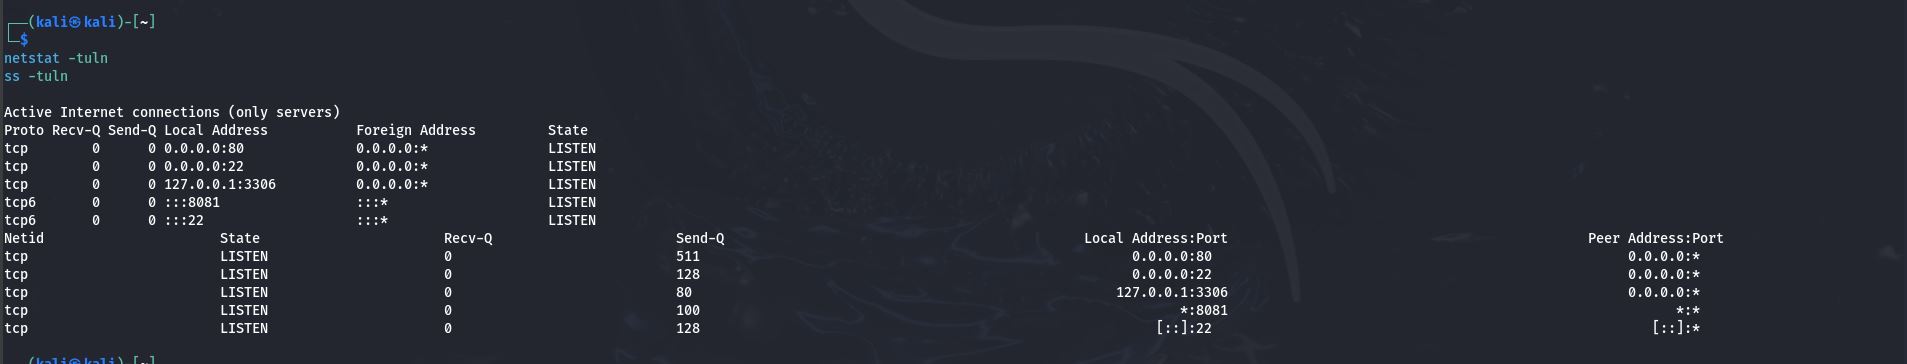 ┌──(kali㉿kali)-[~]
└─$
netstat -tuln
ss -tuln
Active Internet connections (only servers)
Proto Recv-Q Send-Q Local Address           Foreign Address         State
tcp        0      0 0.0.0.0:80              0.0.0.0:*               LISTEN
tcp        0      0 0.0.0.0:22              0.0.0.0:*               LISTEN
tcp        0      0 127.0.0.1:3306          0.0.0.0:*               LISTEN
tcp6       0      0 :::8081                 :::*                    LISTEN
tcp6       0      0 :::22                   :::*                    LISTEN
Netid State Recv-Q Send-Q Local Address:Port Peer Address:Port
tcp LISTEN 0 511 0.0.0.0:80 0.0.0.0:*
tcp LISTEN 0 128 0.0.0.0:22 0.0.0.0:*
tcp LISTEN 0 80 127.0.0.1:3306 0.0.0.0:*
tcp LISTEN 0 100 *:8081 *:*
tcp LISTEN 0 128 [::]:22 [::]:*
(kali㉿kali)-[~]